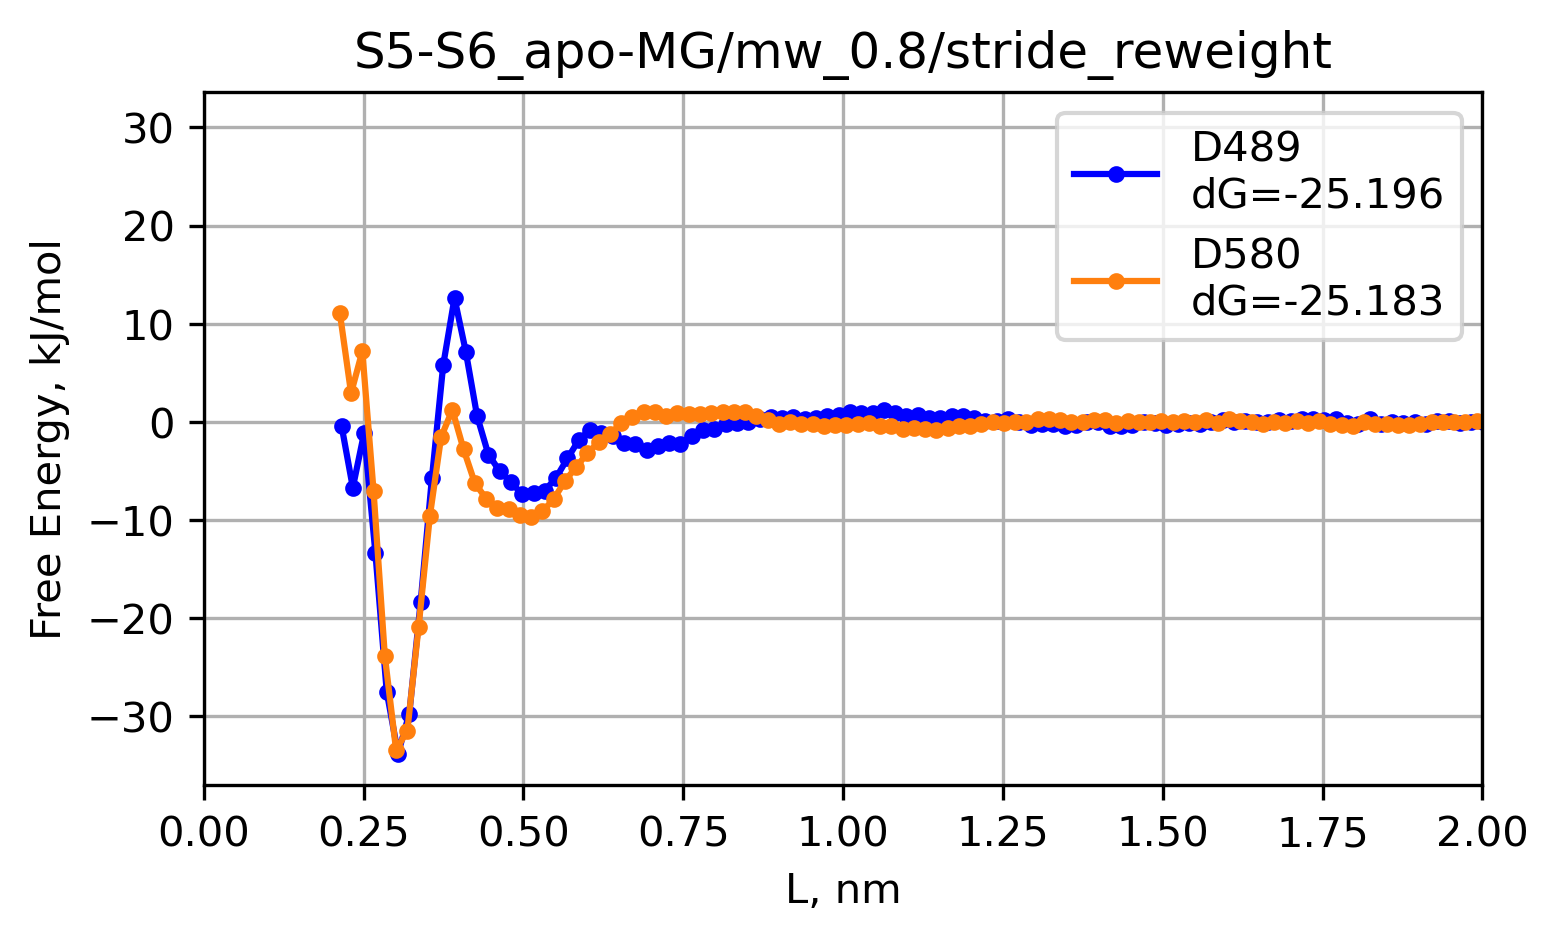 S5-S6_apo-MG/mw_0.8/stride_reweight
30
20
10
0
−10
−20
−30
Free Energy, kJ/mol
D489
dG=-25.196
D580
dG=-25.183
0.00 0.25 0.50 0.75 1.00 1.25 1.50 1.75 2.00
L, nm